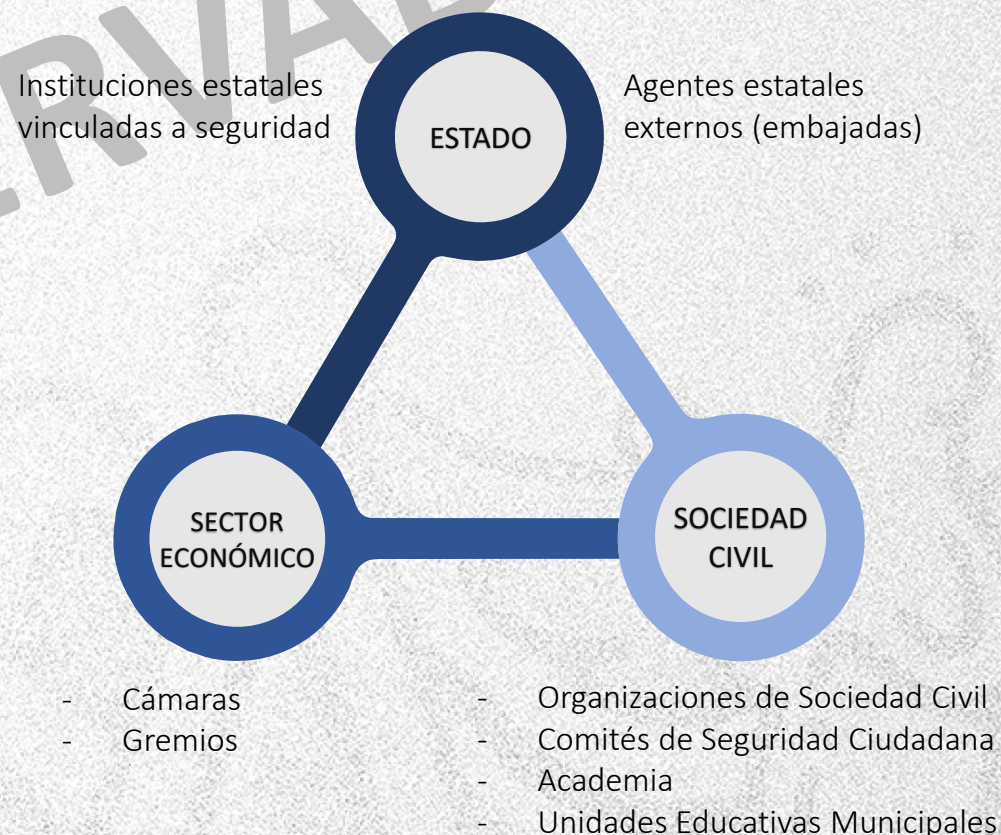 Instituciones estatales
vinculadas a seguridad
ESTADO
Agentes estatales
externos (embajadas)
SECTOR
ECONÓMICO
SOCIEDAD
CIVIL
- Cámaras
- Gremios
- Organizaciones de Sociedad Civil
- Comités de Seguridad Ciudadana
- Academia
- Unidades Educativas Municipales